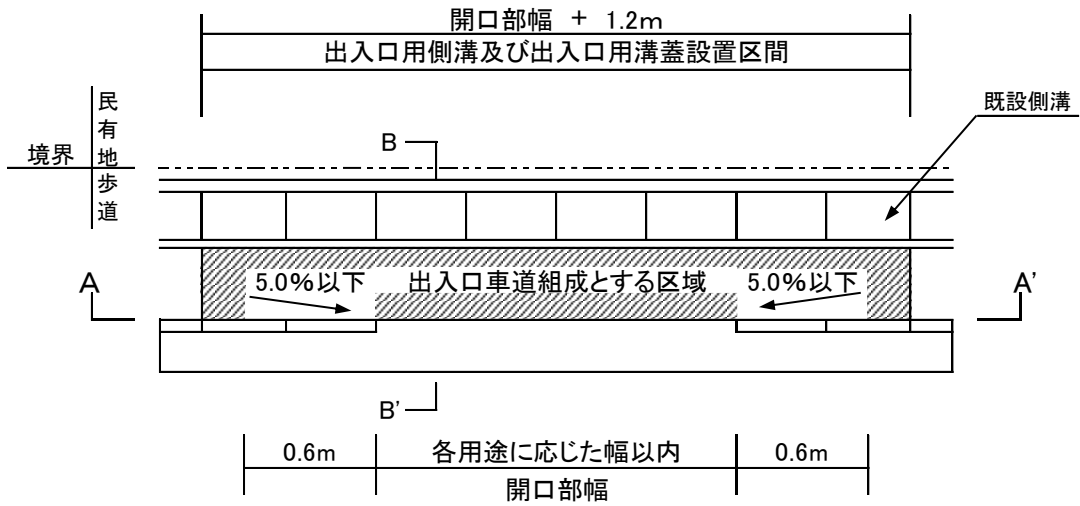 開口部幅 + 1.2m
出入口用側溝及び出入口用溝蓋設置区間
民有地
既設側溝
境界
B
歩道
A
5.0%以下
出入口車道組成とする区域
5.0%以下
A'
B'
0.6m
各用途に応じた幅以内
0.6m
開口部幅